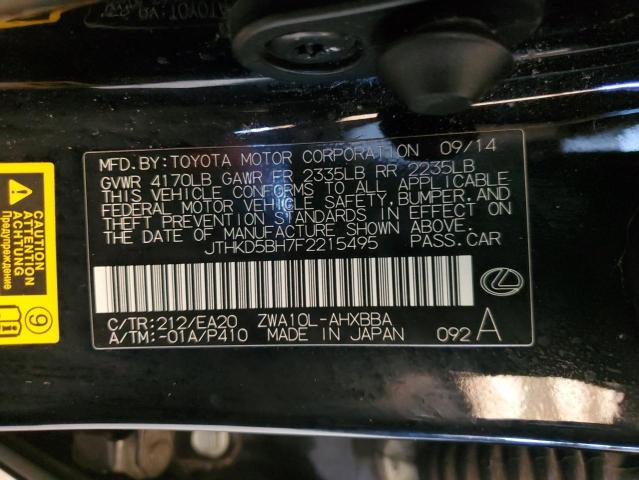 MFD. BY: TOYOTA MOTOR CORPORATION 09/14
GVWR 4170LB GAWR FR 2335LB RR 2235LB
THIS VEHICLE CONFORMS TO ALL APPLICABLE
FEDERAL MOTOR VEHICLE SAFETY, BUMPER, AND
THEFT PREVENTION STANDARDS IN EFFECT ON
THE DATE OF MANUFACTURE SHOWN ABOVE.
JTHKD5BH7F2215495 PASS.CAR
C/TR:212/EA20 ZWA10L-AHXBBA
A/TM:-01A/P410 MADE IN JAPAN 092 A
CAUTION
ATTENTION
ACHTUNG
Предупреждение
9